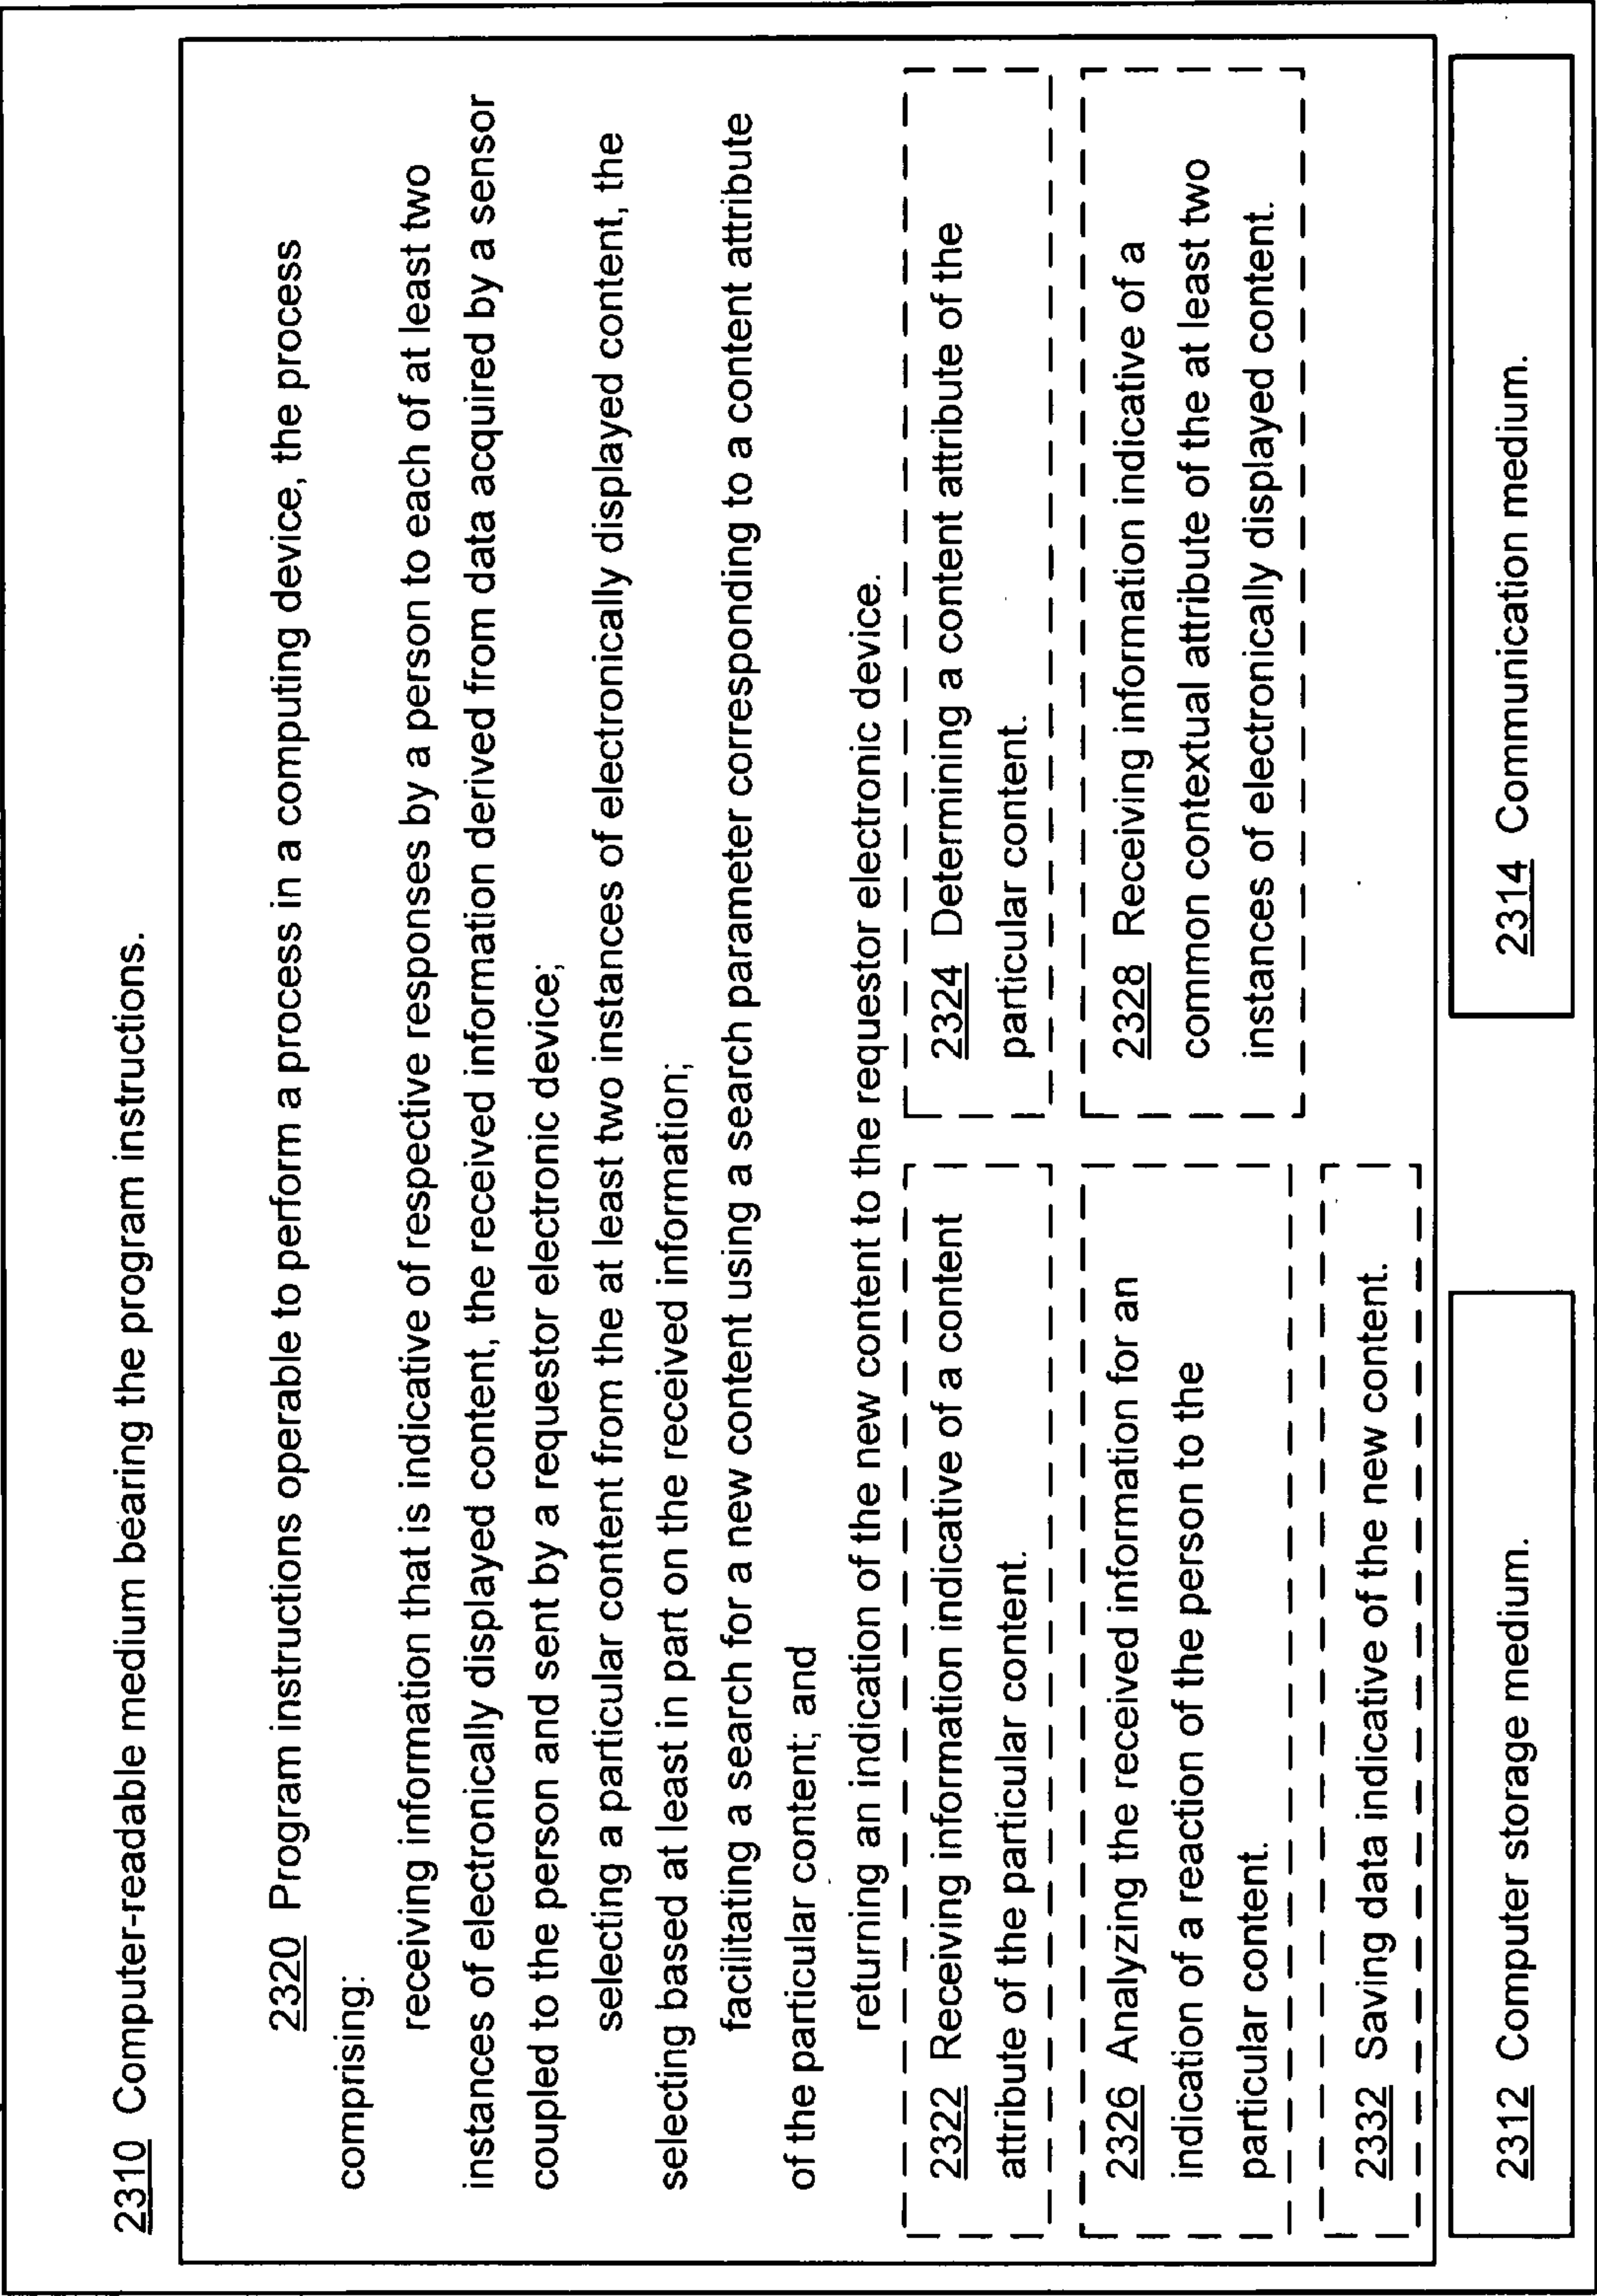 2310 Computer-readable medium bearing the program instructions.
2320 Program instructions operable to perform a process in a computing device, the process
comprising:
receiving information that is indicative of respective responses by a person to each of at least two
instances of electronically displayed content, the received information derived from data acquired by a sensor
coupled to the person and sent by a requestor electronic device;
selecting a particular content from the at least two instances of electronically displayed content, the
selecting based at least in part on the received information;
facilitating a search for a new content using a search parameter corresponding to a content attribute
of the particular content; and
returning an indication of the new content to the requestor electronic device.
2322 Receiving information indicative of a content
attribute of the particular content.
2324 Determining a content attribute of the
particular content.
2326 Analyzing the received information for an
indication of a reaction of the person to the
particular content.
2328 Receiving information indicative of a
common contextual attribute of the at least two
instances of electronically displayed content.
2332 Saving data indicative of the new content.
2312 Computer storage medium.
2314 Communication medium.